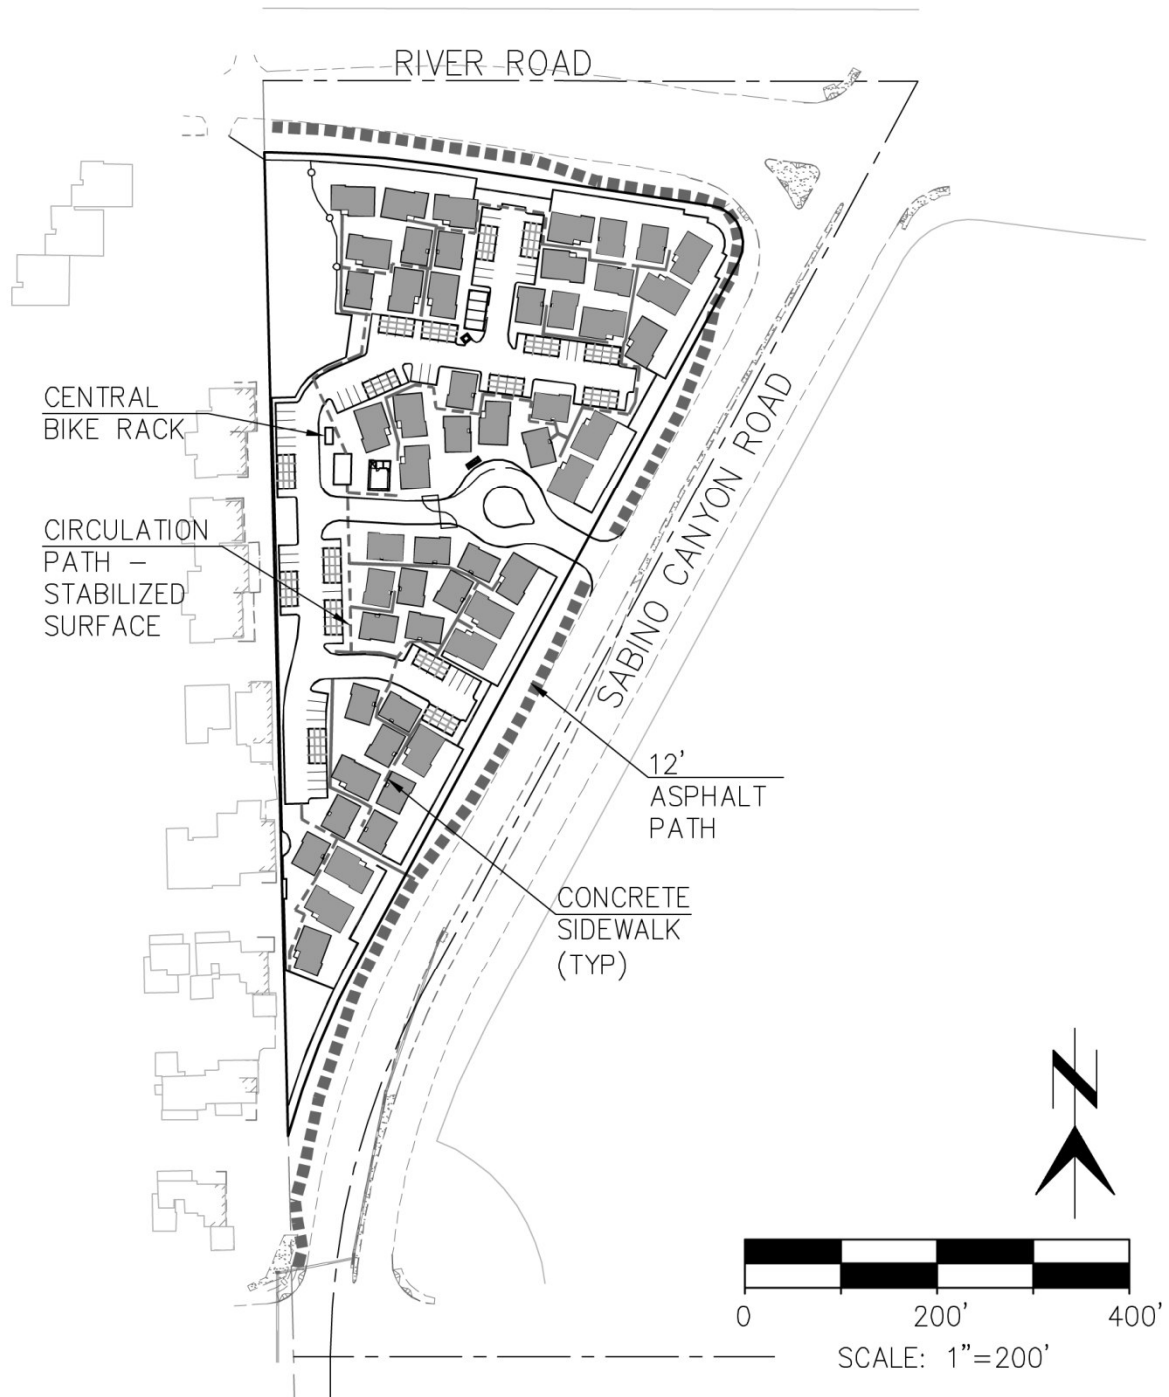 RIVER ROAD
CENTRAL
BIKE RACK
CIRCULATION
PATH –
STABILIZED
SURFACE
SABINO CANYON ROAD
12'
ASPHALT
PATH
CONCRETE
SIDEWALK
(TYP)
N
0 200' 400'
SCALE: 1"=200'